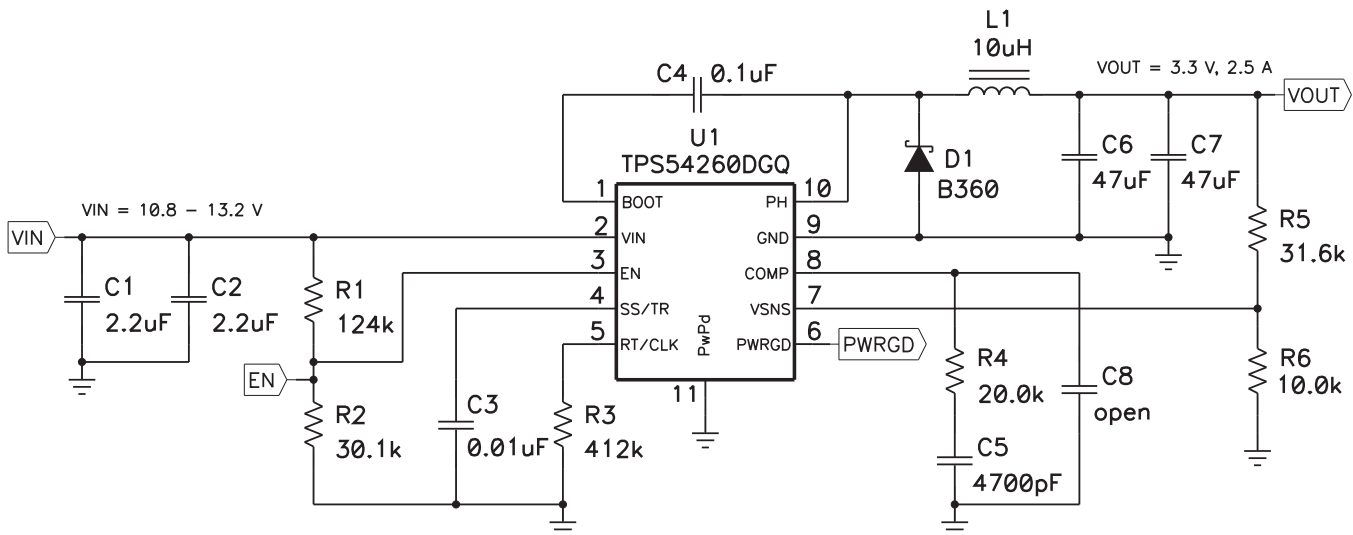 L1
10uH
C4 0.1uF
VOUT = 3.3 V, 2.5 A
VOUT
U1
TPS54260DGQ
C6
47uF
C7
47uF
D1
B360
1
BOOT
PH
10
VIN = 10.8 – 13.2 V
VIN
2
VIN
GND
9
R5
31.6k
3
EN
COMP
8
C1
2.2uF
C2
2.2uF
R1
124k
4
SS/TR
VSNS
7
5
RT/CLK
PwPd
PWRGD
6
PWRGD
EN
11
R4
20.0k
C8
open
R6
10.0k
R2
30.1k
C3
0.01uF
R3
412k
C5
4700pF